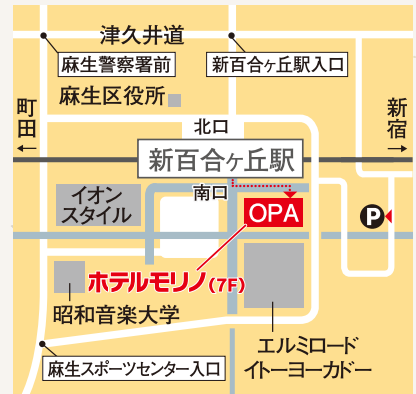 津久井道
麻生警察署前
新百合ヶ丘駅入口
麻生区役所
町田
←
新宿
→
北口
新百合ヶ丘駅
南口
イオン
スタイル
OPA
P
ホテルモリノ(7F)
昭和音楽大学
エルミロード
イトーヨーカドー
麻生スポーツセンター入口